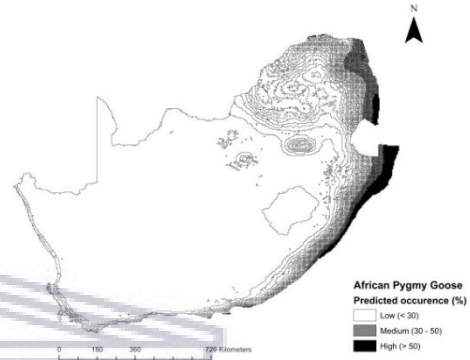 N
African Pygmy Goose
Predicted occurence (%)
Low (< 30)
Medium (30 - 50)
High (> 50)
0 180 360 720 Kilometers